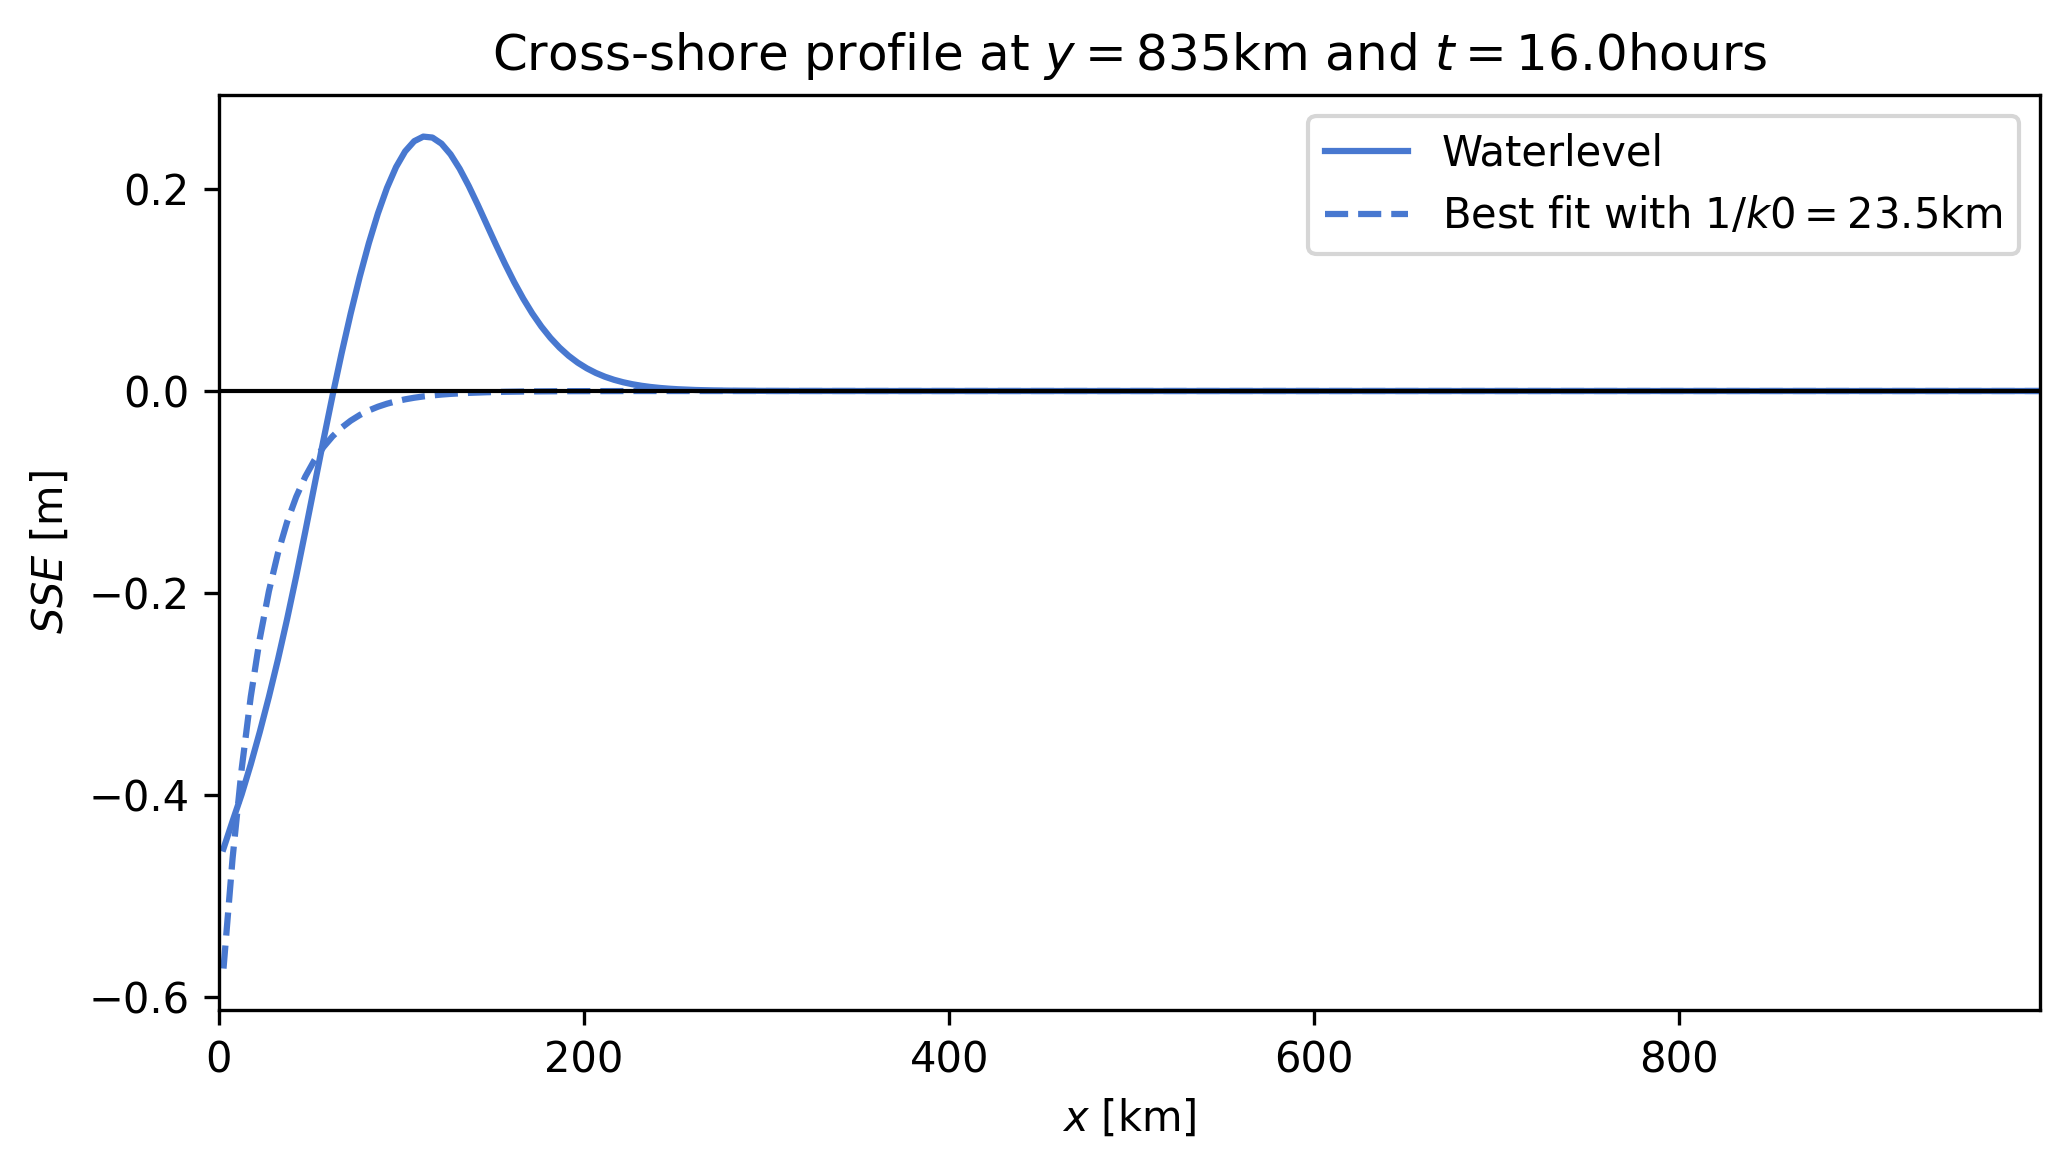 Cross-shore profile at y = 835km and t = 16.0hours
Waterlevel
Best fit with 1/k0 = 23.5km
0.2
0.0
−0.2
−0.4
−0.6
SSE [m]
0 200 400 600 800
x [km]